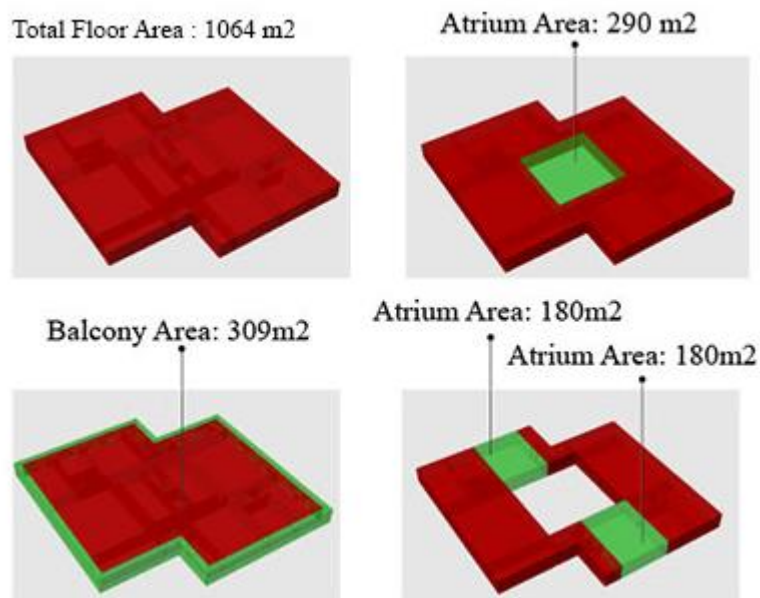 Total Floor Area : 1064 m2
Atrium Area: 290 m2
Balcony Area: 309m2
Atrium Area: 180m2
Atrium Area: 180m2